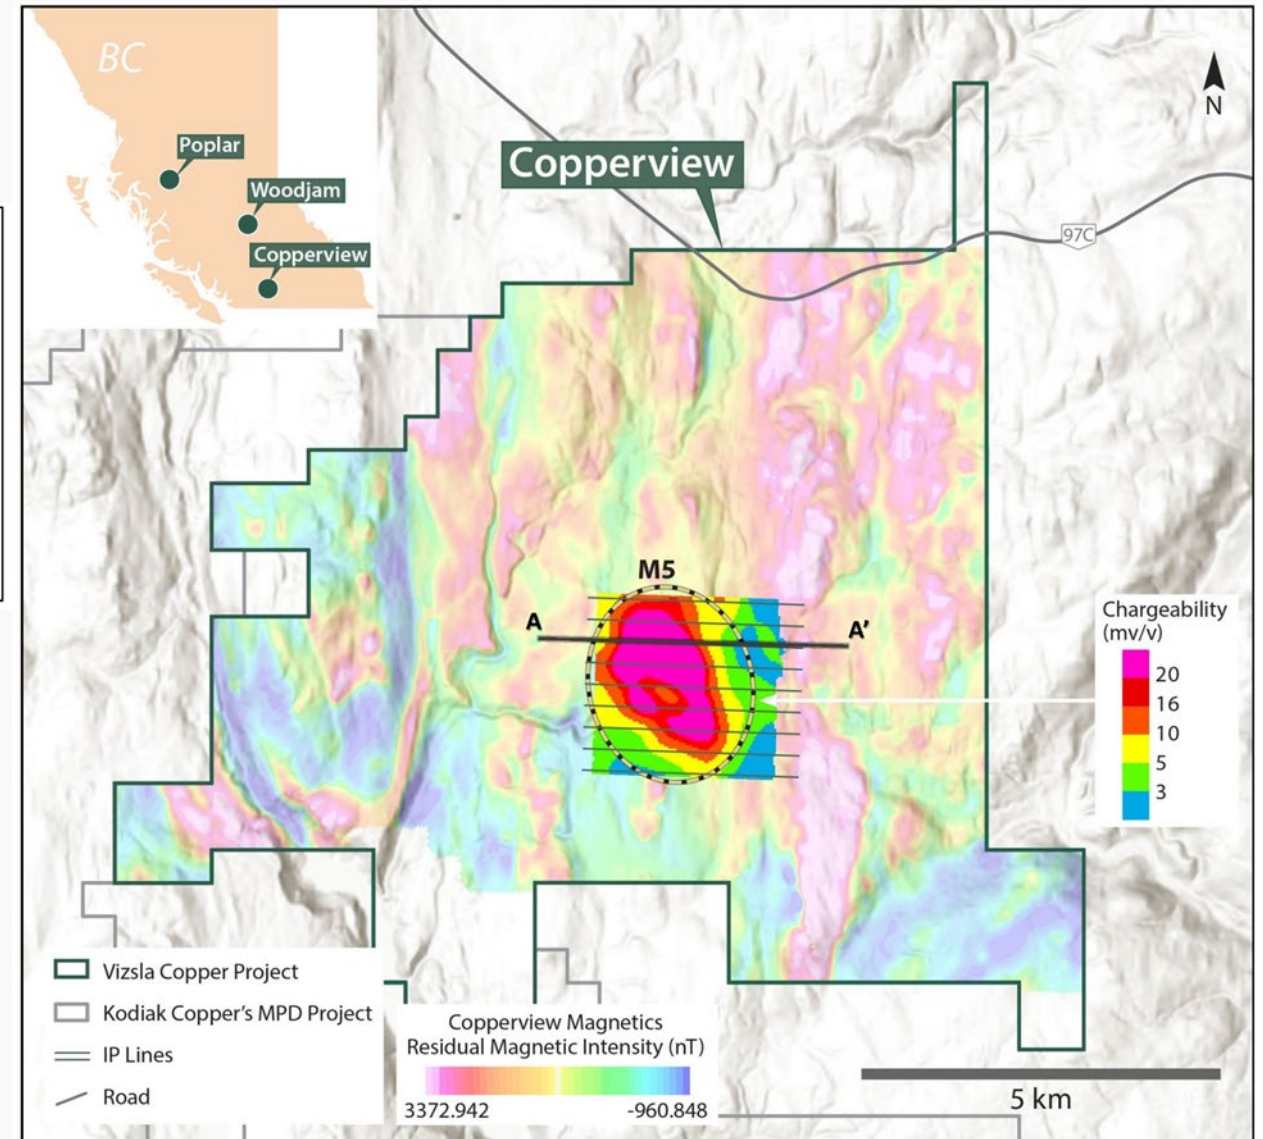 BC
Poplar
Woodjam
Copperview
Copperview
N
97C
M5
A
A’
Chargeability
(mv/v)
20
16
10
5
3
Vizsla Copper Project
Kodiak Copper's MPD Project
IP Lines
Road
Copperview Magnetics
Residual Magnetic Intensity (nT)
3372.942
-960.848
5 km